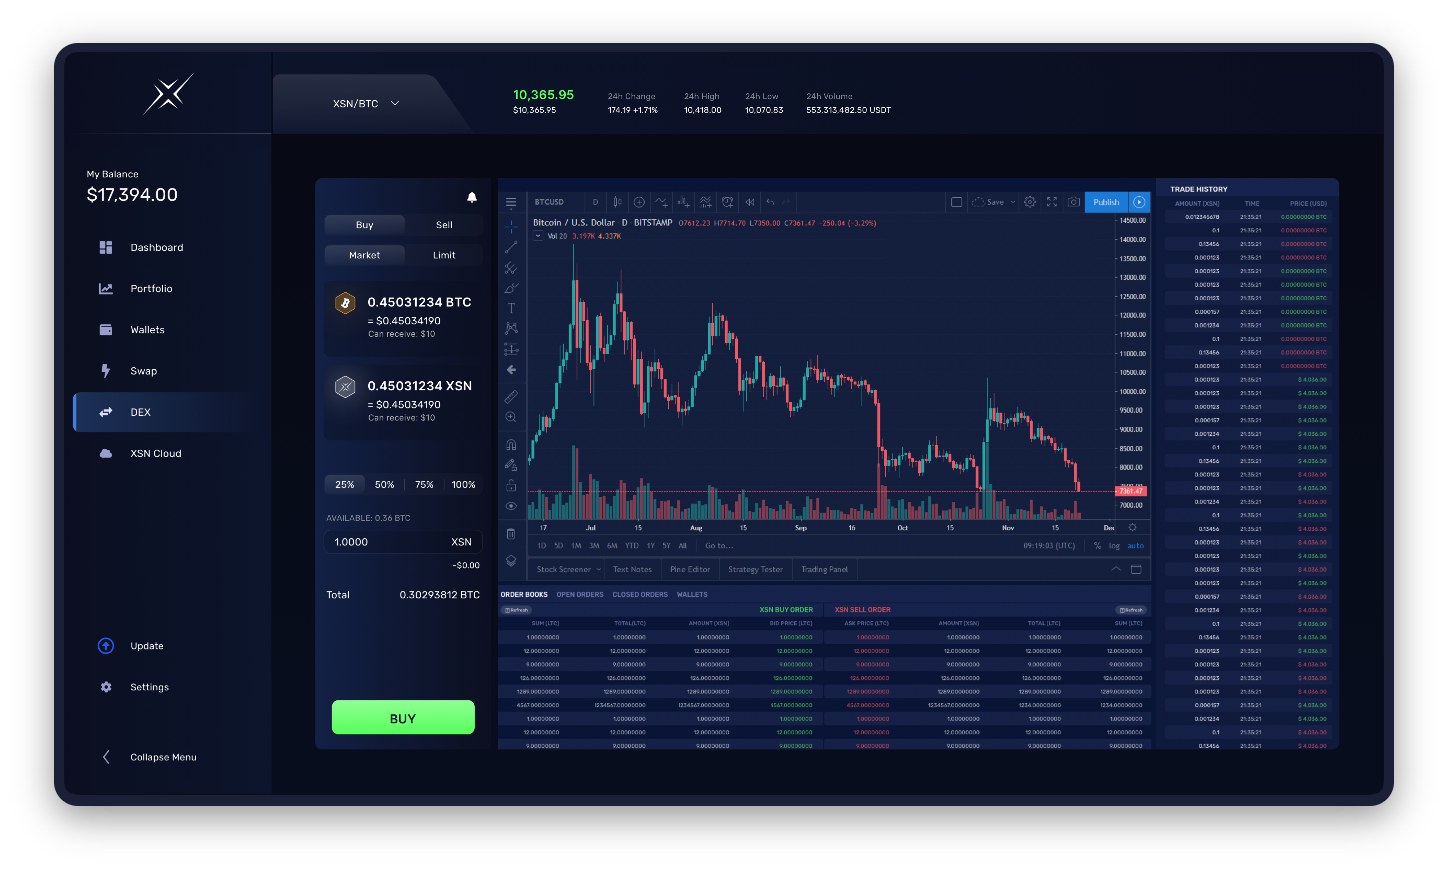 XSN/BTC
10,365.95
$10,365.95
24h Change
174.19 +1.71%
24h High
10,418.00
24h Low
10,070.83
24h Volume
553,313,482.50 USDT
My Balance
$17,394.00
Dashboard
Portfolio
Wallets
Swap
DEX
XSN Cloud
Update
Settings
Collapse Menu
Buy Sell
Market Limit
0.45031234 BTC
= $0.45034190
Can receive: $10
0.45031234 XSN
= $0.45034190
Can receive: $10
25% 50% 75% 100%
AVAILABLE: 0.36 BTC
1.0000 XSN
~$0.00
Total 0.30293812 BTC
BUY
BTCUSD D Save Publish
Bitcoin / U.S. Dollar D BITSTAMP O7612.23 H7714.70 L7350.00 C7361.47 -250.04 (-3.29%)
Vol 20 3.197K 4.337K
14500.00
14000.00
13500.00
13000.00
12500.00
12000.00
11500.00
11000.00
10500.00
10000.00
9500.00
9000.00
8500.00
8000.00
7361.47
7000.00
17 Jul 15 Aug 15 Sep 16 Oct 15 Nov 15 Dec
1D 5D 1M 3M 6M YTD 1Y 5Y All Go to... 09:19:03 (UTC) % log auto
Stock Screener Text Notes Pine Editor Strategy Tester Trading Panel
ORDER BOOKS OPEN ORDERS CLOSED ORDERS WALLETS
Refresh XSN BUY ORDER XSN SELL ORDER Refresh
SUM (LTC) TOTAL(LTC) AMOUNT (XSN) BID PRICE (LTC) ASK PRICE (LTC) AMOUNT(XSN) TOTAL (LTC) SUM (LTC)
1.00000000 1.00000000 1.00000000 1.00000000 1.00000000 1.00000000 1.00000000 1.00000000
12.00000000 12.00000000 12.00000000 12.00000000 12.00000000 12.00000000 12.00000000 12.00000000
9.00000000 9.00000000 9.00000000 9.00000000 9.00000000 9.00000000 9.00000000 9.00000000
126.00000000 126.00000000 126.00000000 126.00000000 126.00000000 126.00000000 126.00000000 126.00000000
1289.00000000 1289.00000000 1289.00000000 1289.00000000 1289.00000000 1289.00000000 1289.00000000 1289.00000000
4567.00000000 1234567.00000000 1234567.00000000 4567.00000000 4567.00000000 1234567.00000000 1234.00000000 1234.00000000
1.00000000 1.00000000 1.00000000 1.00000000 1.00000000 1.00000000 1.00000000 1.00000000
12.00000000 12.00000000 12.00000000 12.00000000 12.00000000 12.00000000 12.00000000 12.00000000
9.00000000 9.00000000 9.00000000 9.00000000 9.00000000 9.00000000 9.00000000 9.00000000
TRADE HISTORY
AMOUNT (XSN) TIME PRICE (USD)
0.012345678 21:35:21 0.00000000 BTC
0.1 21:35:21 0.00000000 BTC
0.13456 21:35:21 0.00000000 BTC
0.000123 21:35:21 0.00000000 BTC
0.000123 21:35:21 0.00000000 BTC
0.000123 21:35:21 0.00000000 BTC
0.000123 21:35:21 0.00000000 BTC
0.000157 21:35:21 0.00000000 BTC
0.001234 21:35:21 0.00000000 BTC
0.1 21:35:21 0.00000000 BTC
0.13456 21:35:21 0.00000000 BTC
0.000123 21:35:21 0.00000000 BTC
0.000123 21:35:21 $ 4.036.00
0.000123 21:35:21 $ 4.036.00
0.000123 21:35:21 $ 4.036.00
0.000157 21:35:21 $ 4.036.00
0.001234 21:35:21 $ 4.036.00
0.1 21:35:21 $ 4.036.00
0.13456 21:35:21 $ 4.036.00
0.000123 21:35:21 $ 4.036.00
0.000123 21:35:21 $ 4.036.00
0.001234 21:35:21 $ 4.036.00
0.1 21:35:21 $ 4.036.00
0.13456 21:35:21 $ 4.036.00
0.000123 21:35:21 $ 4.036.00
0.000123 21:35:21 $ 4.036.00
0.000123 21:35:21 $ 4.036.00
0.000123 21:35:21 $ 4.036.00
0.000157 21:35:21 $ 4.036.00
0.001234 21:35:21 $ 4.036.00
0.1 21:35:21 $ 4.036.00
0.13456 21:35:21 $ 4.036.00
0.000123 21:35:21 $ 4.036.00
0.000123 21:35:21 $ 4.036.00
0.000123 21:35:21 $ 4.036.00
0.000123 21:35:21 $ 4.036.00
0.000157 21:35:21 $ 4.036.00
0.001234 21:35:21 $ 4.036.00
0.1 21:35:21 $ 4.036.00
0.13456 21:35:21 $ 4.036.00